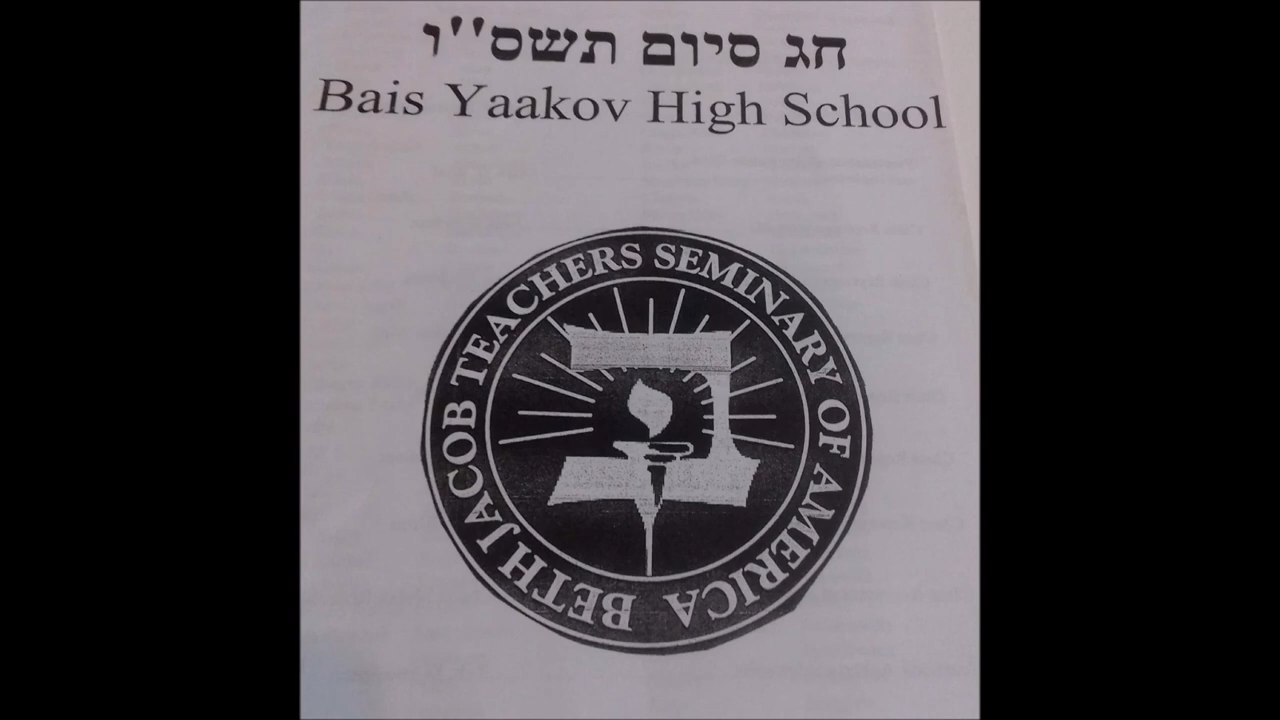 חג סיום תשס''ו
Bais Yaakov High School
BETH JACOB TEACHERS SEMINARY OF AMERICA
ב